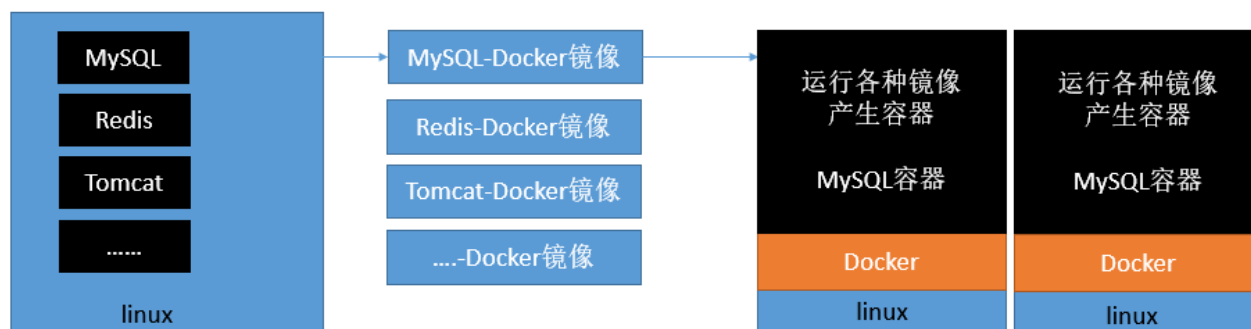 MySQL
Redis
Tomcat
......
linux
MySQL-Docker镜像
Redis-Docker镜像
Tomcat-Docker镜像
....-Docker镜像
运行各种镜像
产生容器
MySQL容器
Docker
linux
运行各种镜像
产生容器
MySQL容器
Docker
linux